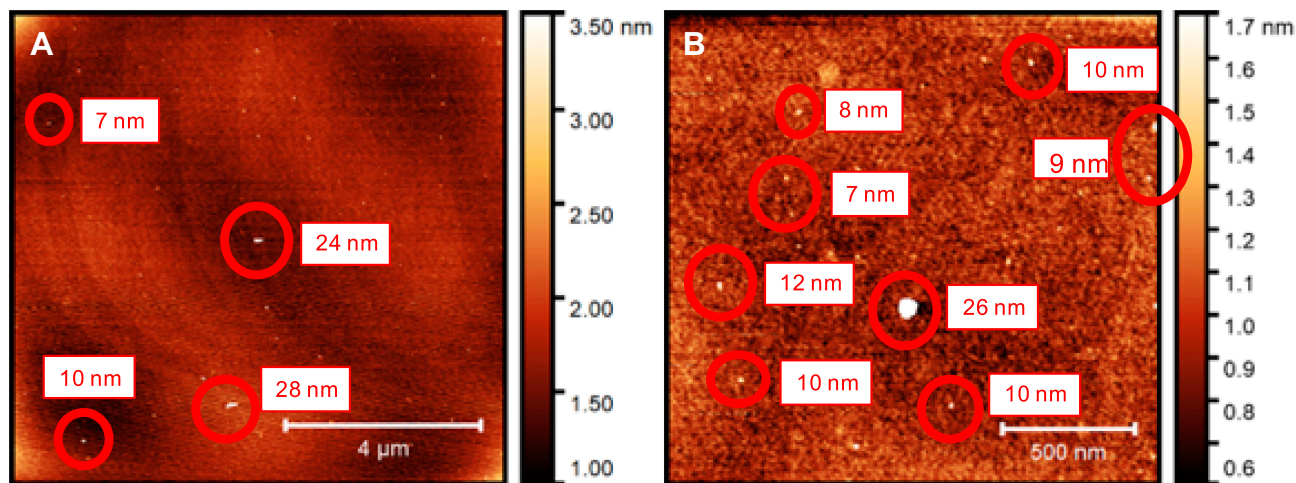 A
7 nm
24 nm
10 nm
28 nm
4 µm
3.50 nm
3.00
2.50
2.00
1.50
1.00
B
10 nm
8 nm
9 nm
7 nm
12 nm
26 nm
10 nm
10 nm
500 nm
1.7 nm
1.6
1.5
1.4
1.3
1.2
1.1
1.0
0.9
0.8
0.6